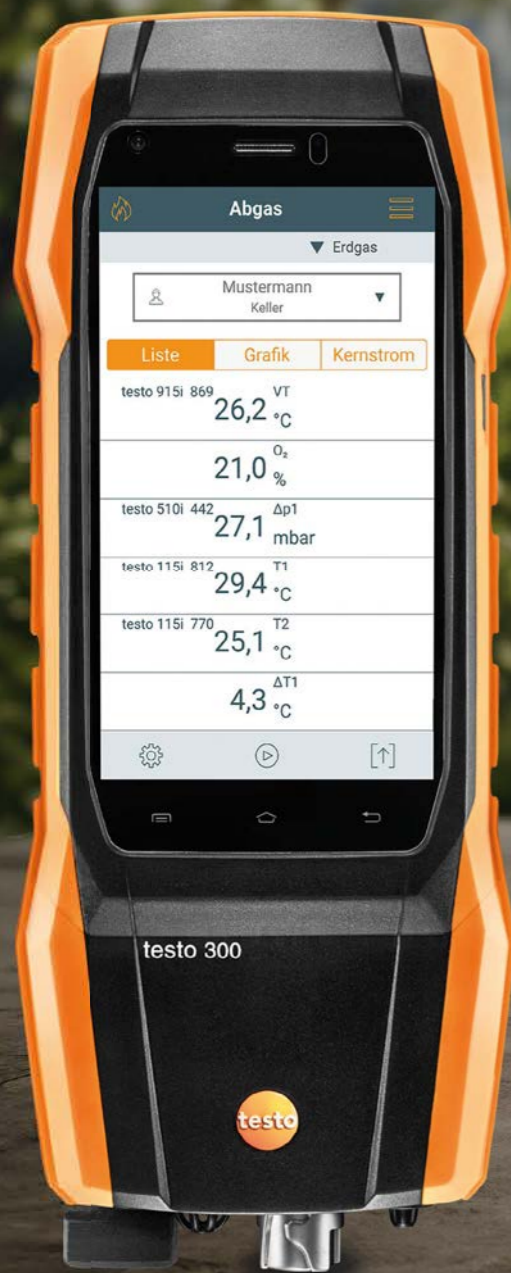 Abgas
▼ Erdgas
Mustermann
Keller
Liste Grafik Kernstrom
testo 915i 869 26,2 VT °C
21,0 O₂ %
testo 510i 442 27,1 Δp1 mbar
testo 115i 812 29,4 T1 °C
testo 115i 770 25,1 T2 °C
4,3 ΔT1 °C
testo 300
testo